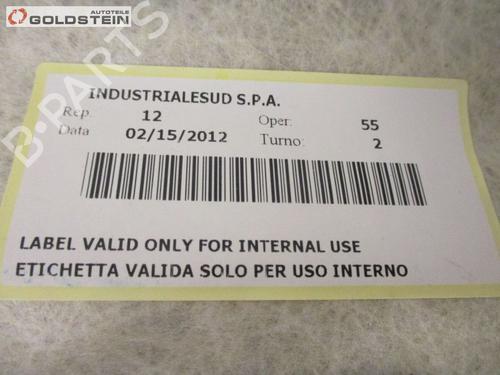 AUTOTEILE
GOLDSTEIN
B-PARTS
INDUSTRIALESUD S.P.A.
Rep. 12 Oper: 55
Data 02/15/2012 Turno: 2
LABEL VALID ONLY FOR INTERNAL USE
ETICHETTA VALIDA SOLO PER USO INTERNO